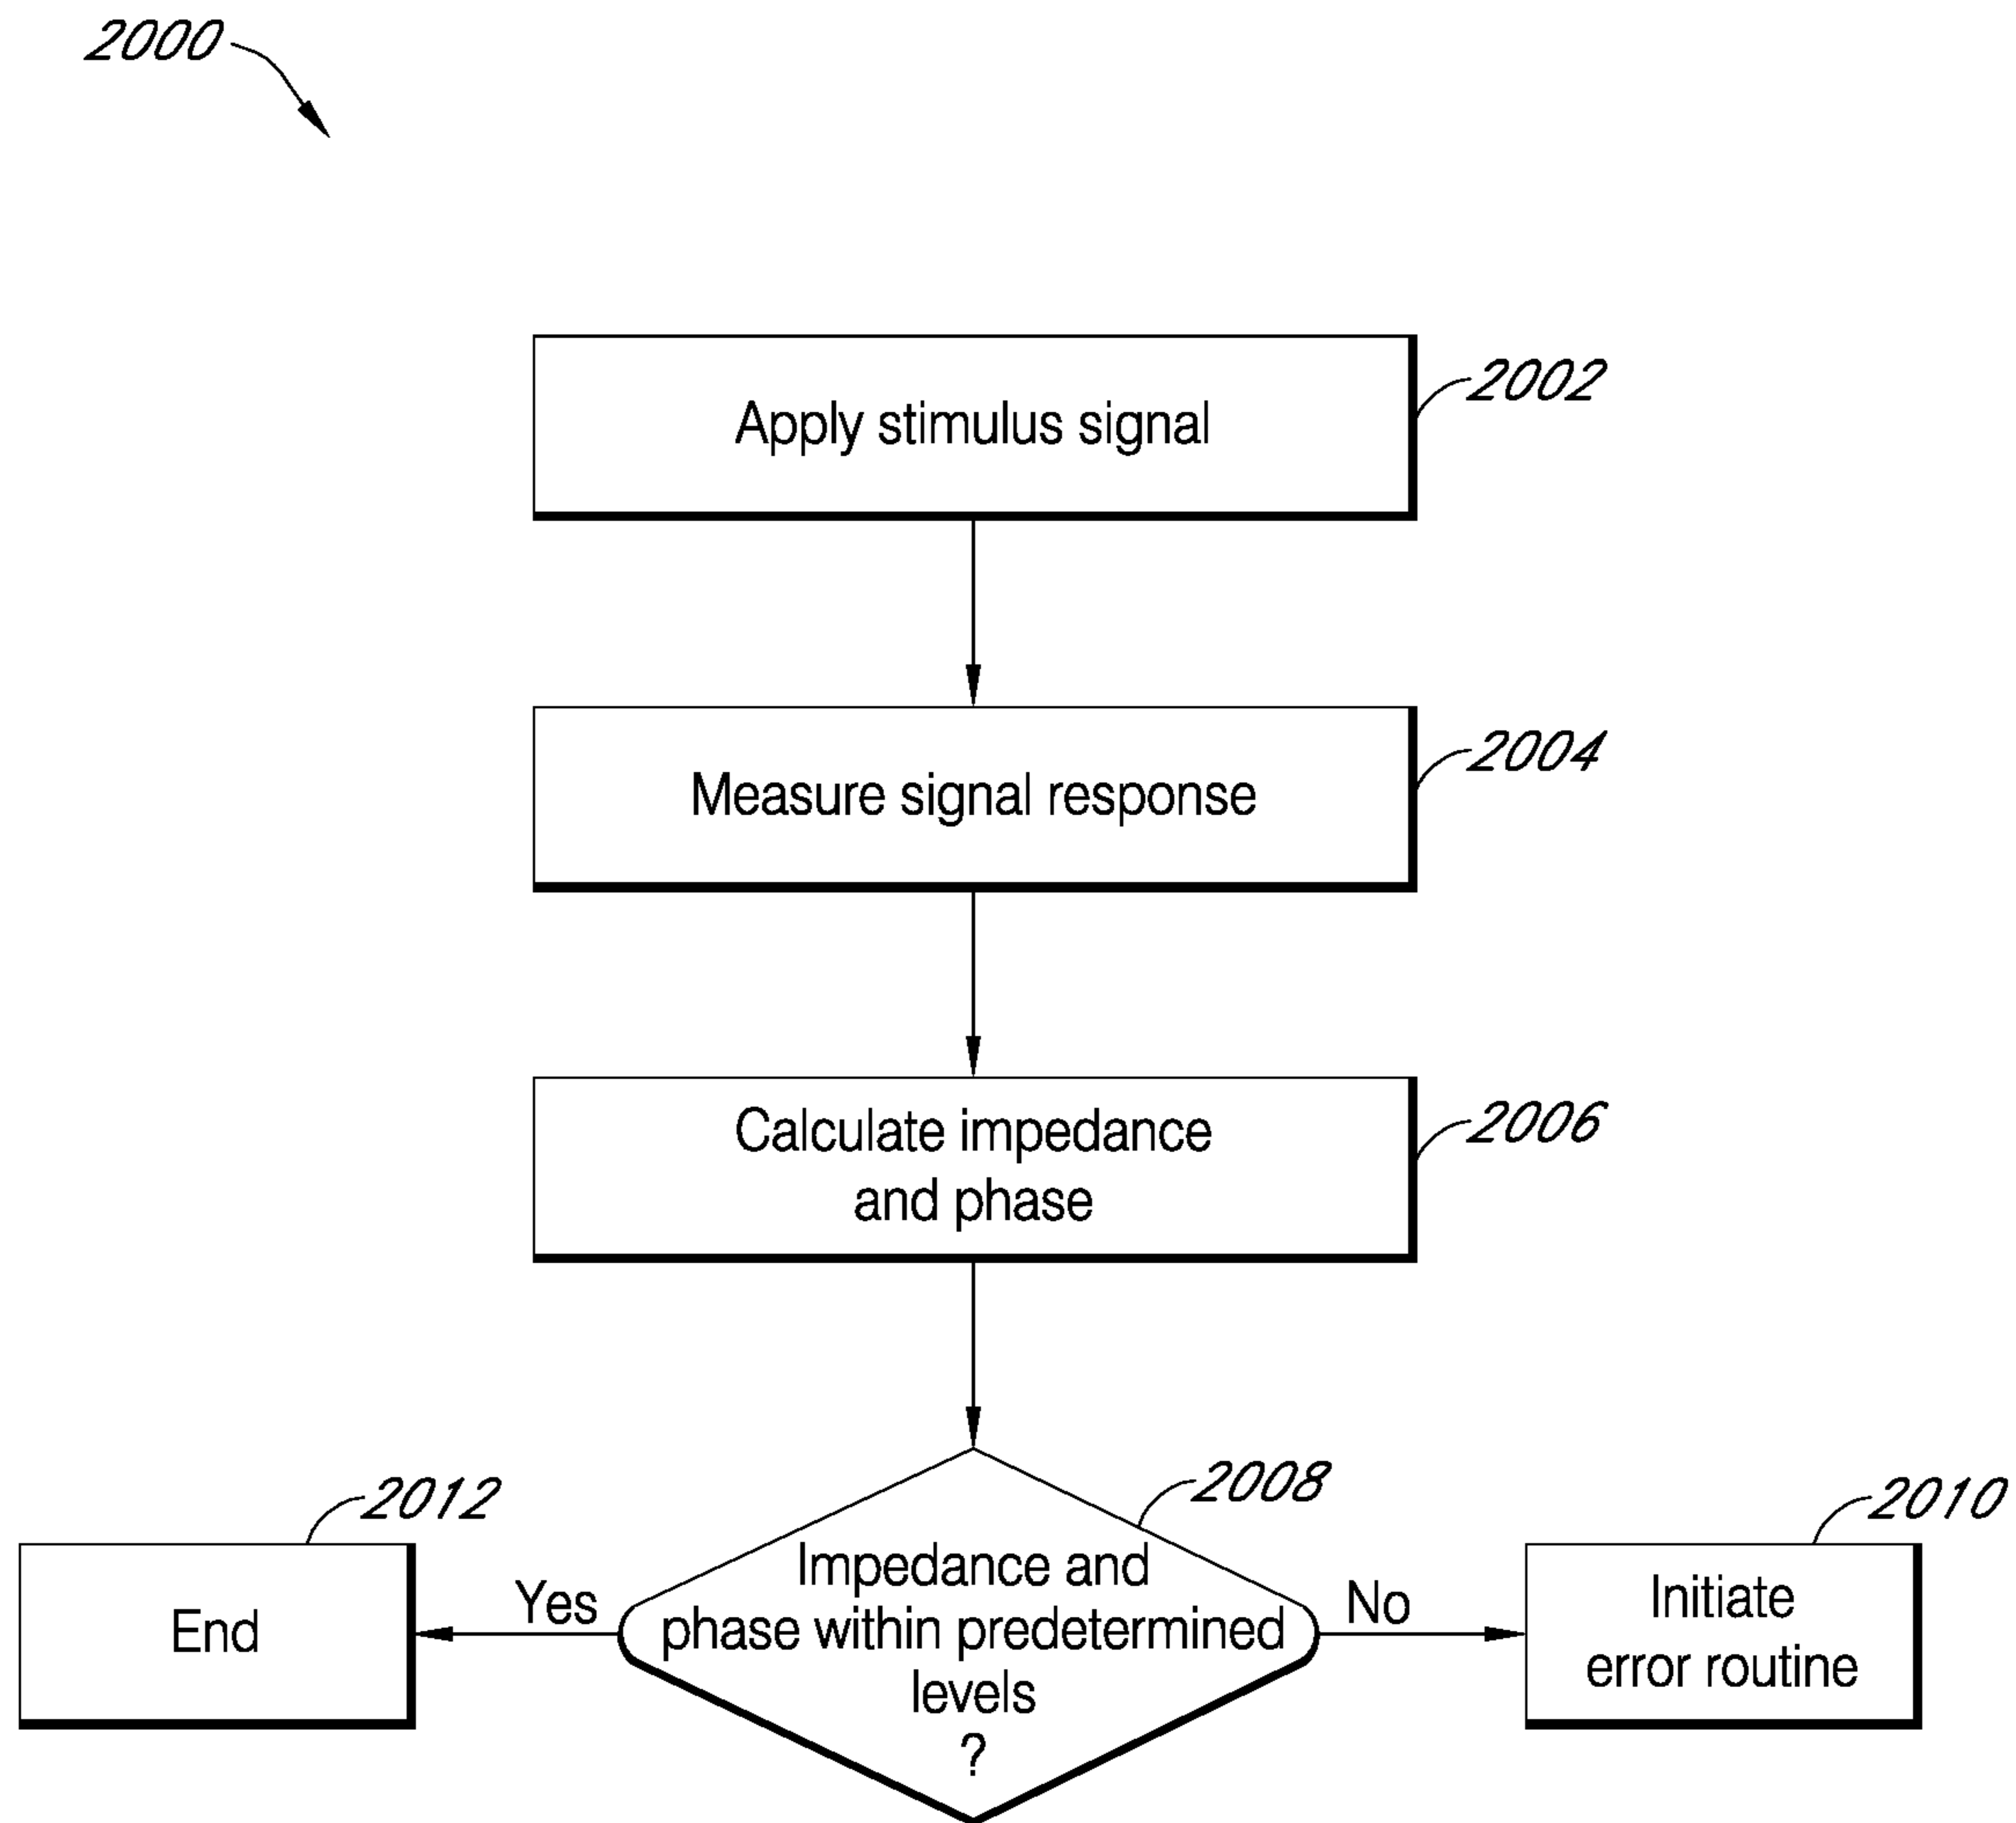 2000
Apply stimulus signal
2002
Measure signal response
2004
Calculate impedance
and phase
2006
2008
Impedance and
phase within predetermined
levels
?
Yes
2012
End
No
2010
Initiate
error routine